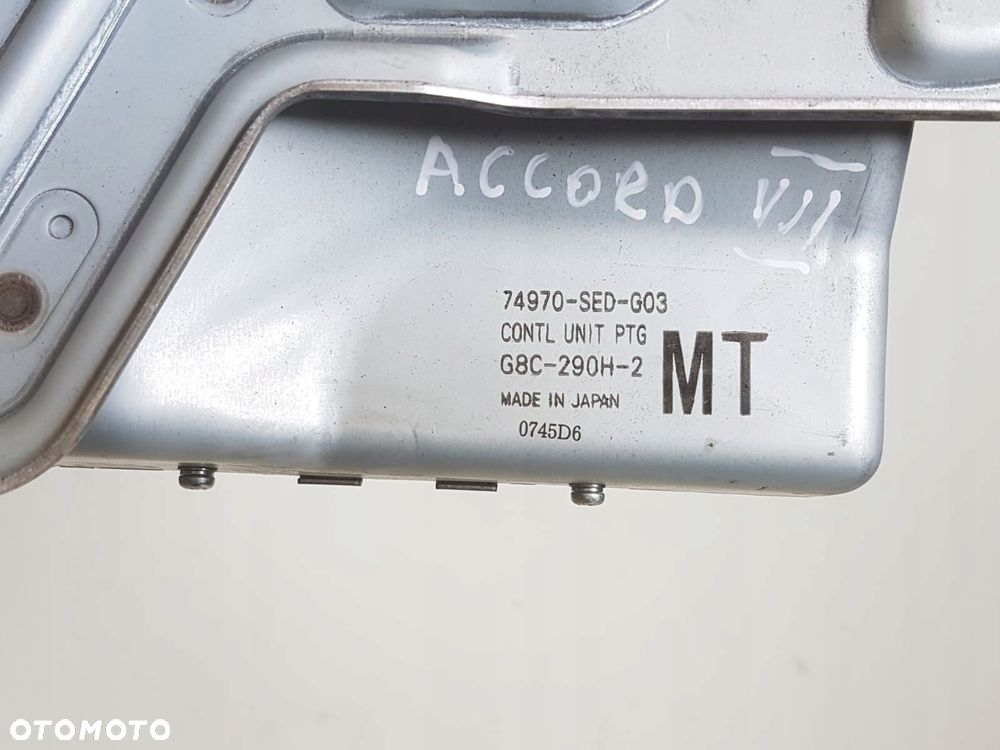 ACCORD VII
74970-SED-G03
CONTL UNIT PTG
G8C-290H-2
MT
MADE IN JAPAN
0745D6
OTOMOTO